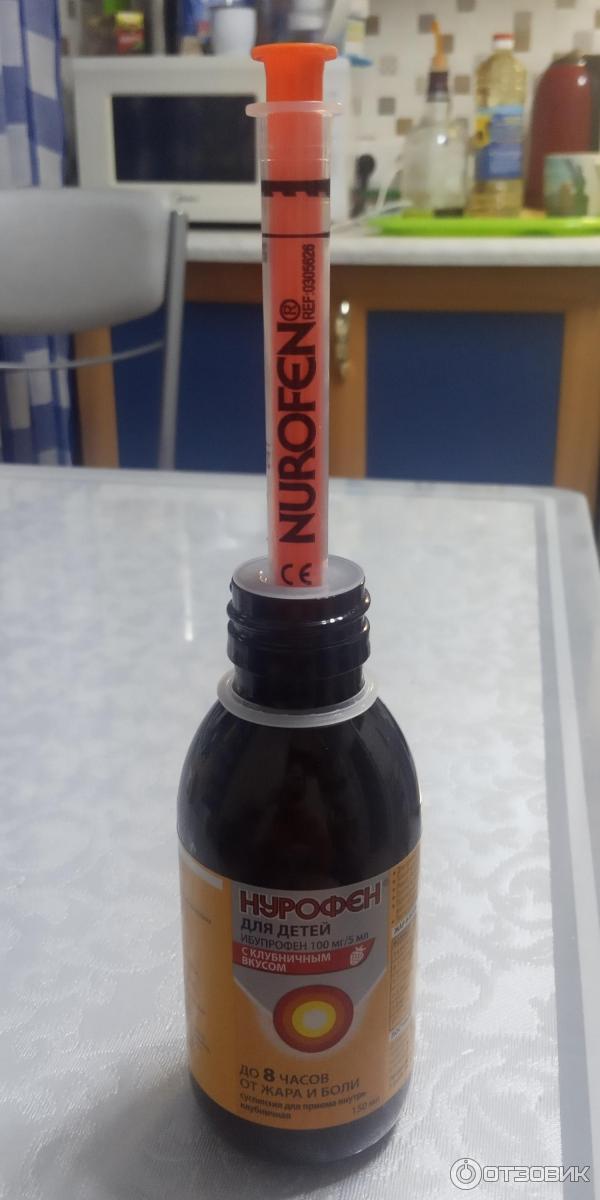 NUROFEN®
REF:0305626
CE
НУРОФЕН®
ДЛЯ ДЕТЕЙ
ИБУПРОФЕН 100 мг/5 мл
С КЛУБНИЧНЫМ
ВКУСОМ
ДО 8 ЧАСОВ
ОТ ЖАРА И БОЛИ
суспензия для приема внутрь
клубничная 150 мл
ОТЗОВИК